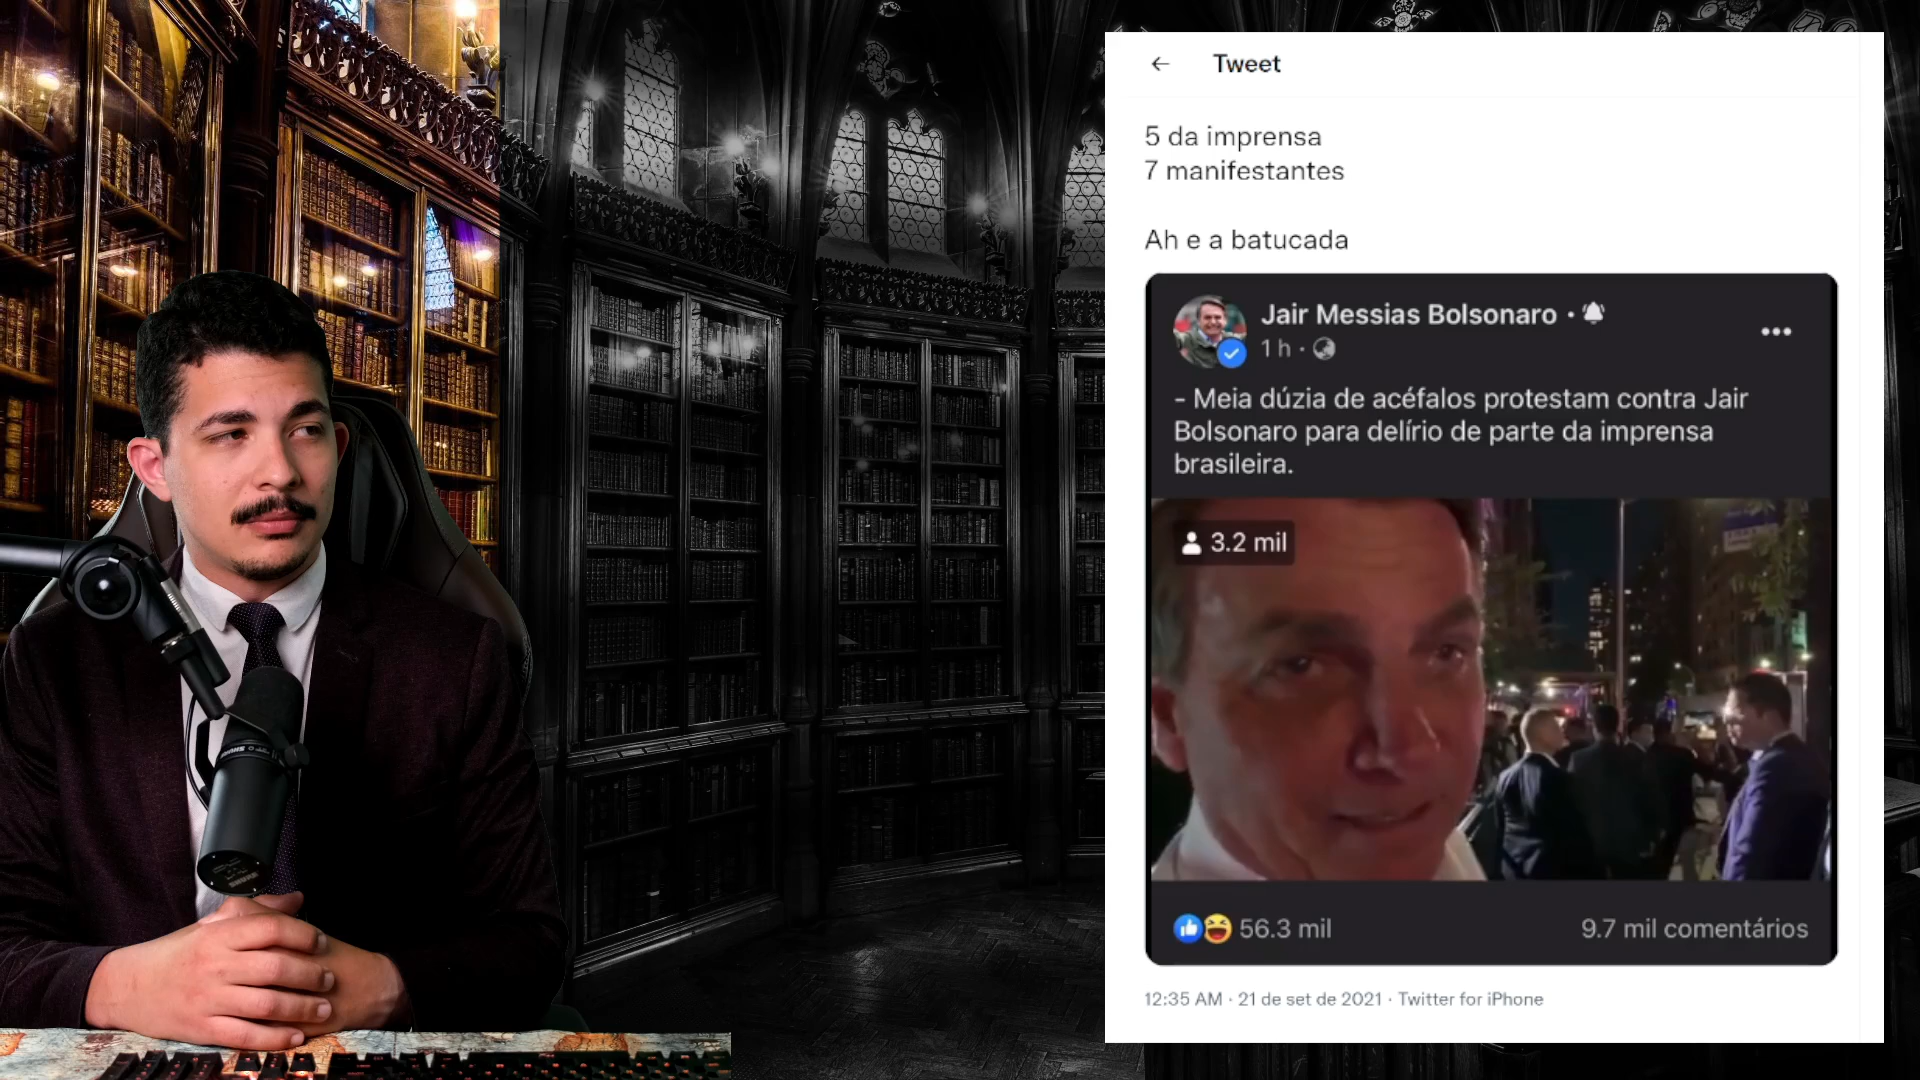 ← Tweet
5 da imprensa
7 manifestantes
Ah e a batucada
Jair Messias Bolsonaro ·
1 h ·
- Meia dúzia de acéfalos protestam contra Jair
Bolsonaro para delírio de parte da imprensa
brasileira.
3.2 mil
56.3 mil
9.7 mil comentários
12:35 AM · 21 de set de 2021 · Twitter for iPhone
SHURE
SHURE